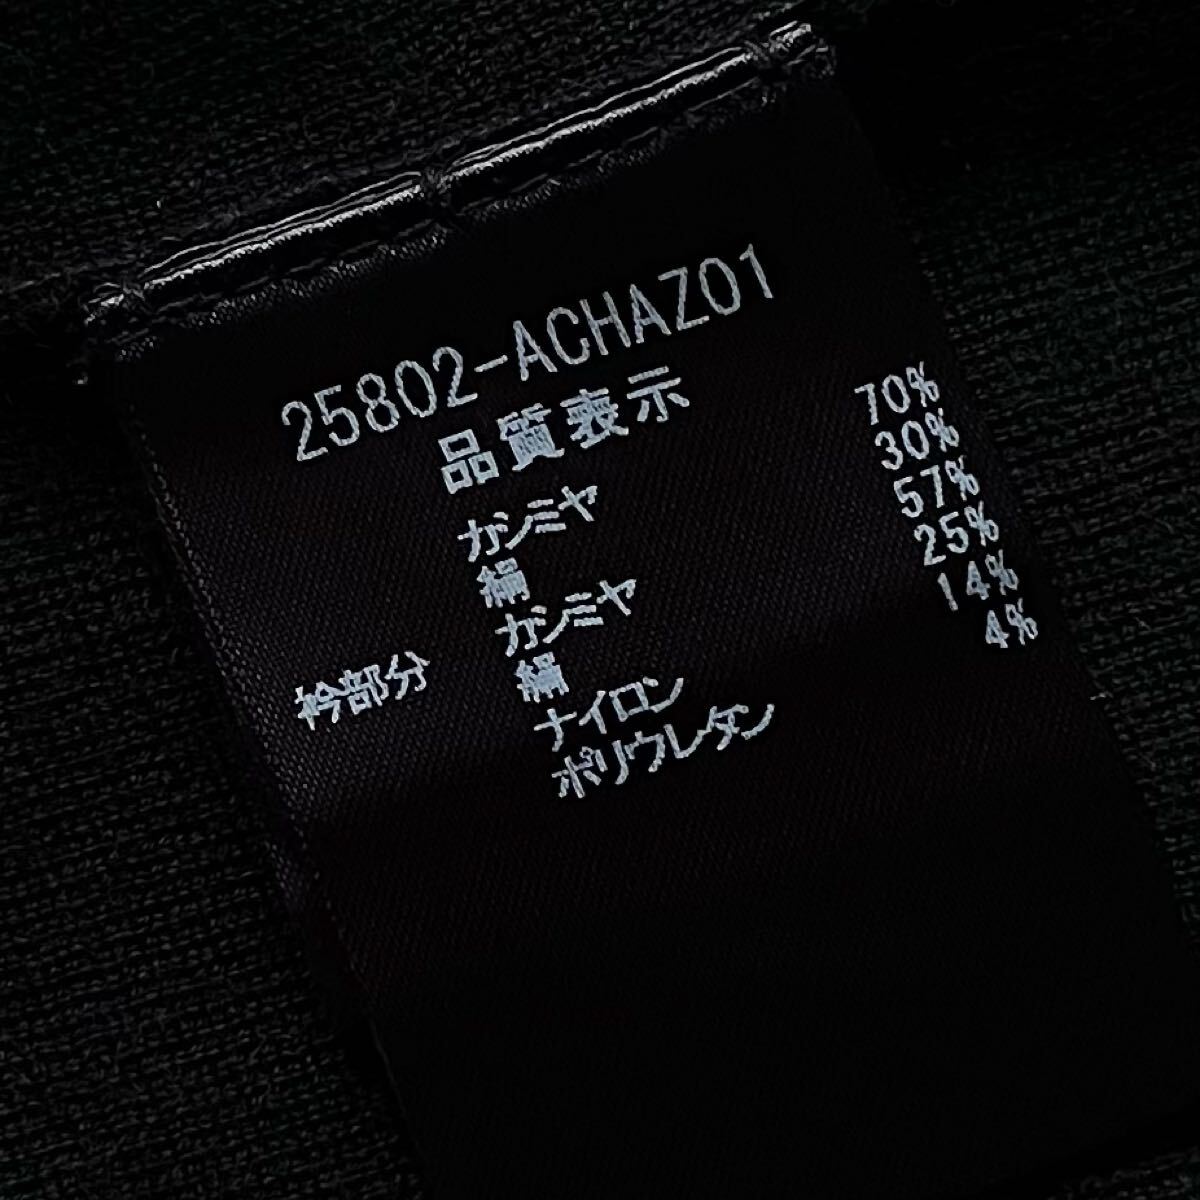 25802-ACHAZ01
品質表示
カシミヤ 70%
絹 30%
衿部分 カシミヤ 57%
絹 25%
ナイロン 14%
ポリウレタン 4%